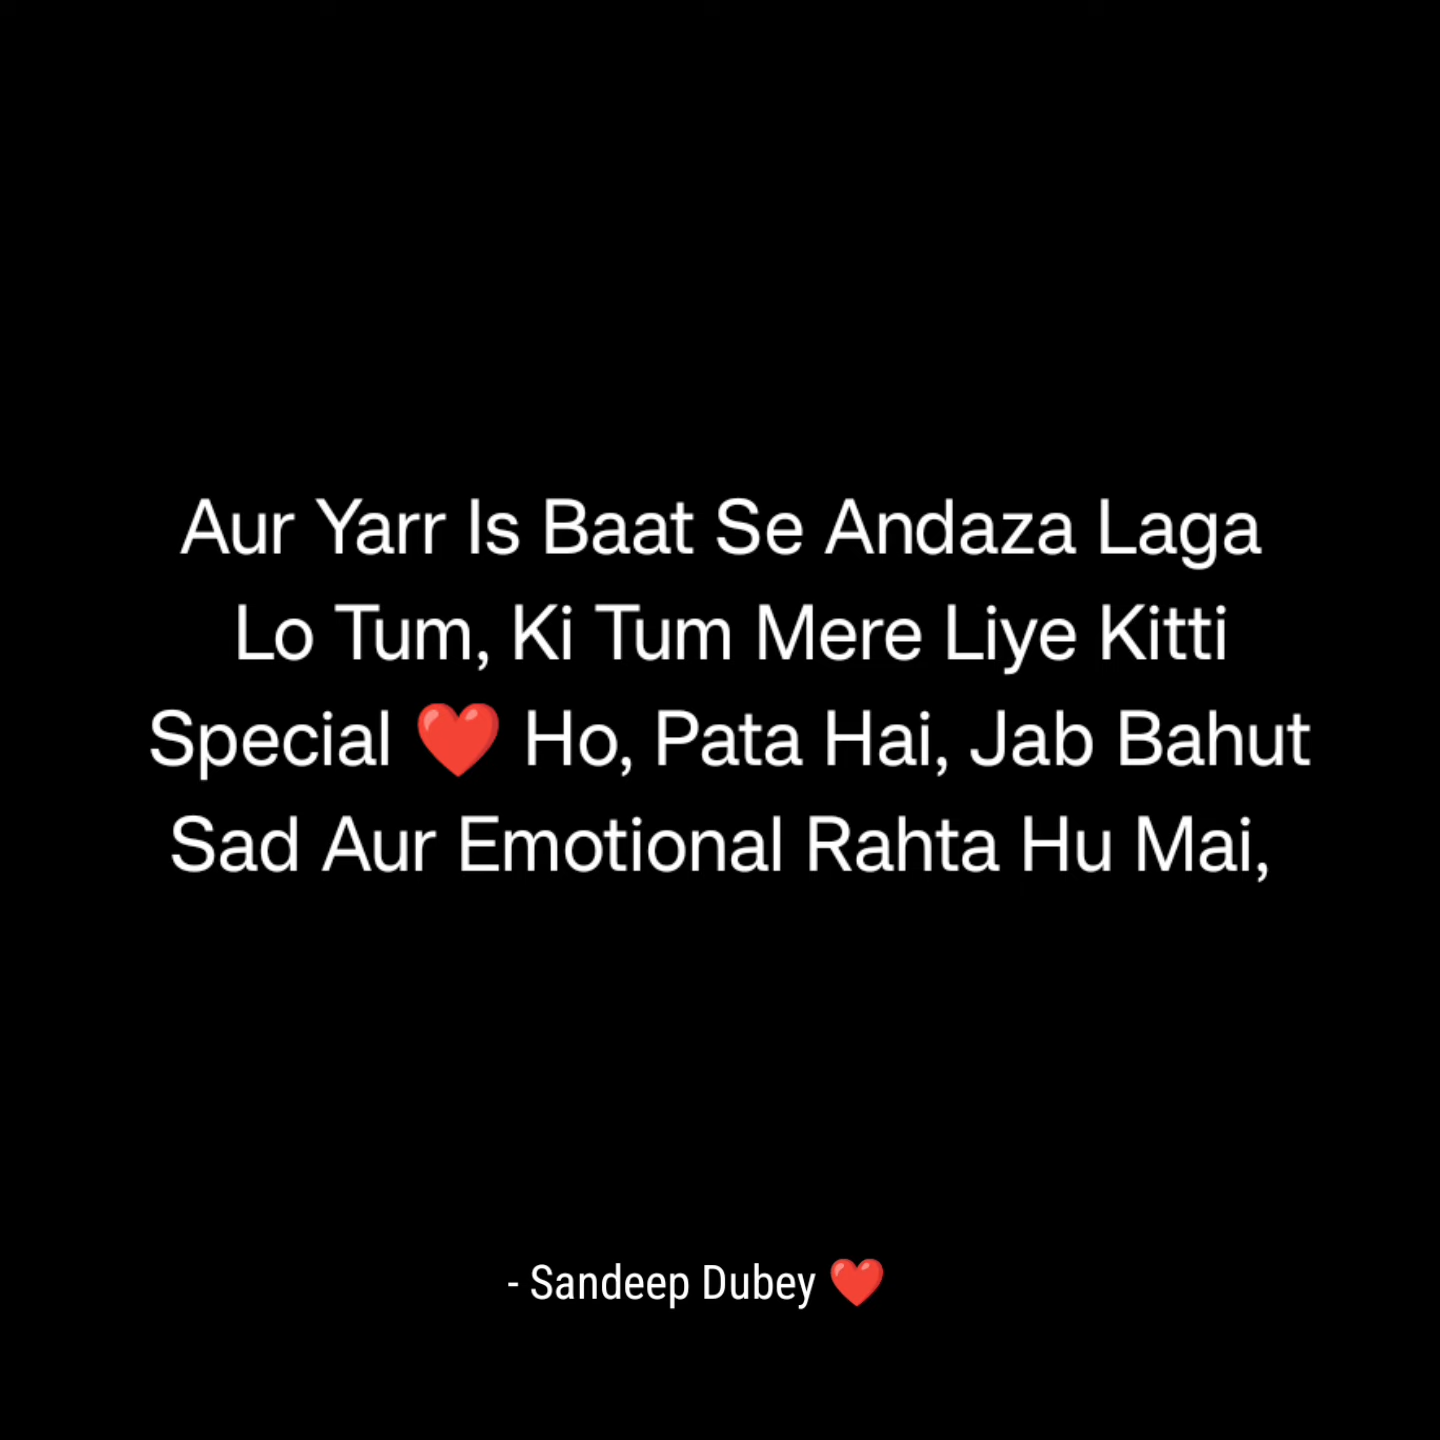 Aur Yarr Is Baat Se Andaza Laga
Lo Tum, Ki Tum Mere Liye Kitti
Special ❤️ Ho, Pata Hai, Jab Bahut
Sad Aur Emotional Rahta Hu Mai,
- Sandeep Dubey ❤️